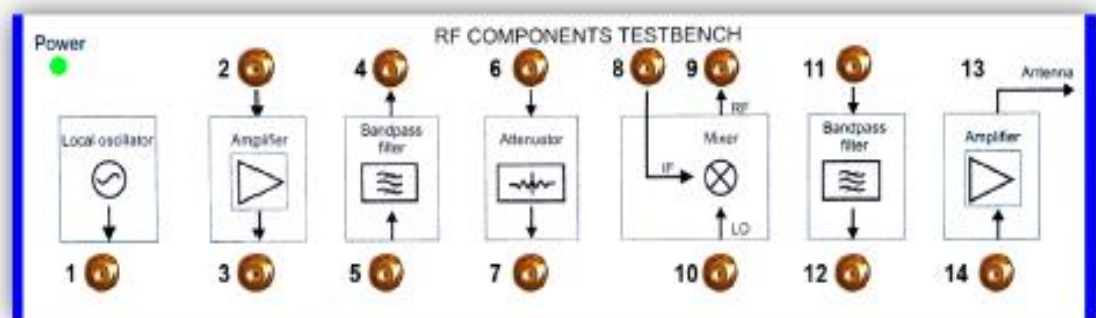 RF COMPONENTS TESTBENCH
Power
2
4
6
8
9
11
13
Antenna
Local oscillator
Amplifier
Bandpass
filter
Attenuator
RF
Mixer
IF
LO
Bandpass
filter
Amplifier
1
3
5
7
10
12
14